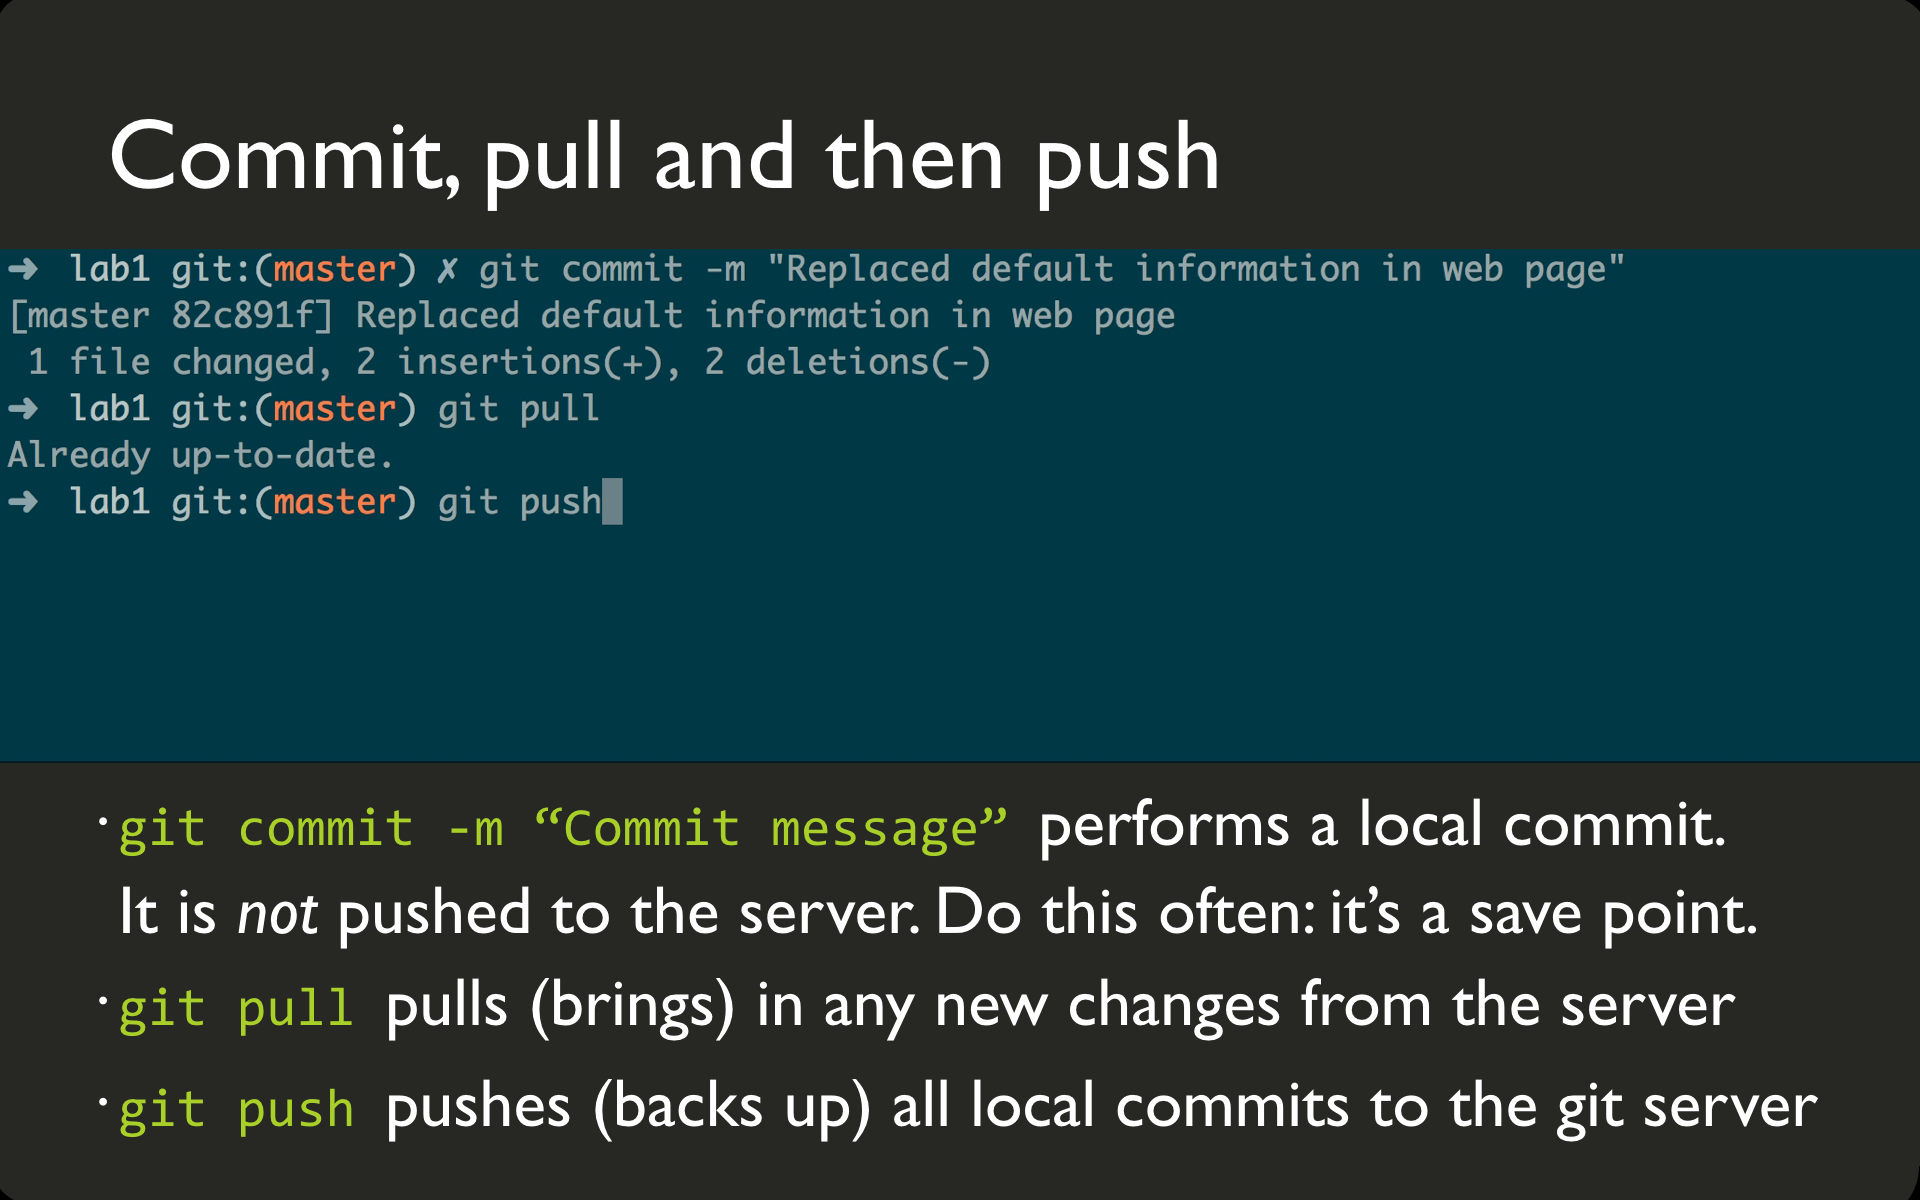 Commit, pull and then push
➜ lab1 git:(master) ✗ git commit -m "Replaced default information in web page"
[master 82c891f] Replaced default information in web page
1 file changed, 2 insertions(+), 2 deletions(-)
➜ lab1 git:(master) git pull
Already up-to-date.
➜ lab1 git:(master) git push
· git commit -m “Commit message” performs a local commit.
It is not pushed to the server. Do this often: it’s a save point.
· git pull pulls (brings) in any new changes from the server
· git push pushes (backs up) all local commits to the git server